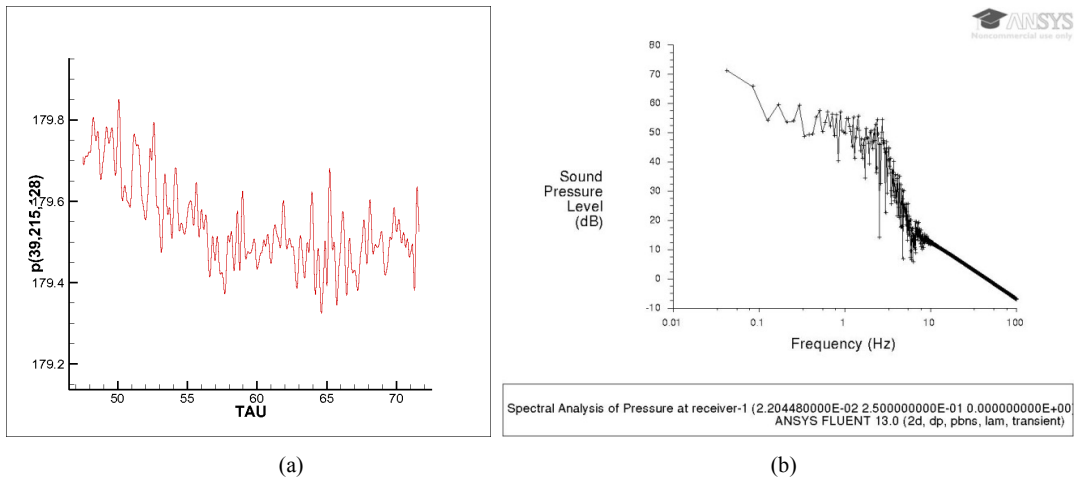 179.8
179.6
179.4
179.2
p(39,215,128)
50
55
60
65
70
TAU
(a)
ANSYS
Noncommercial use only
80
70
60
50
40
30
20
10
0
-10
Sound
Pressure
Level
(dB)
0.01
0.1
1
10
100
Frequency (Hz)
Spectral Analysis of Pressure at receiver-1 (2.204480000E-02 2.500000000E-01 0.000000000E+00)
ANSYS FLUENT 13.0 (2d, dp, pbns, lam, transient)
(b)